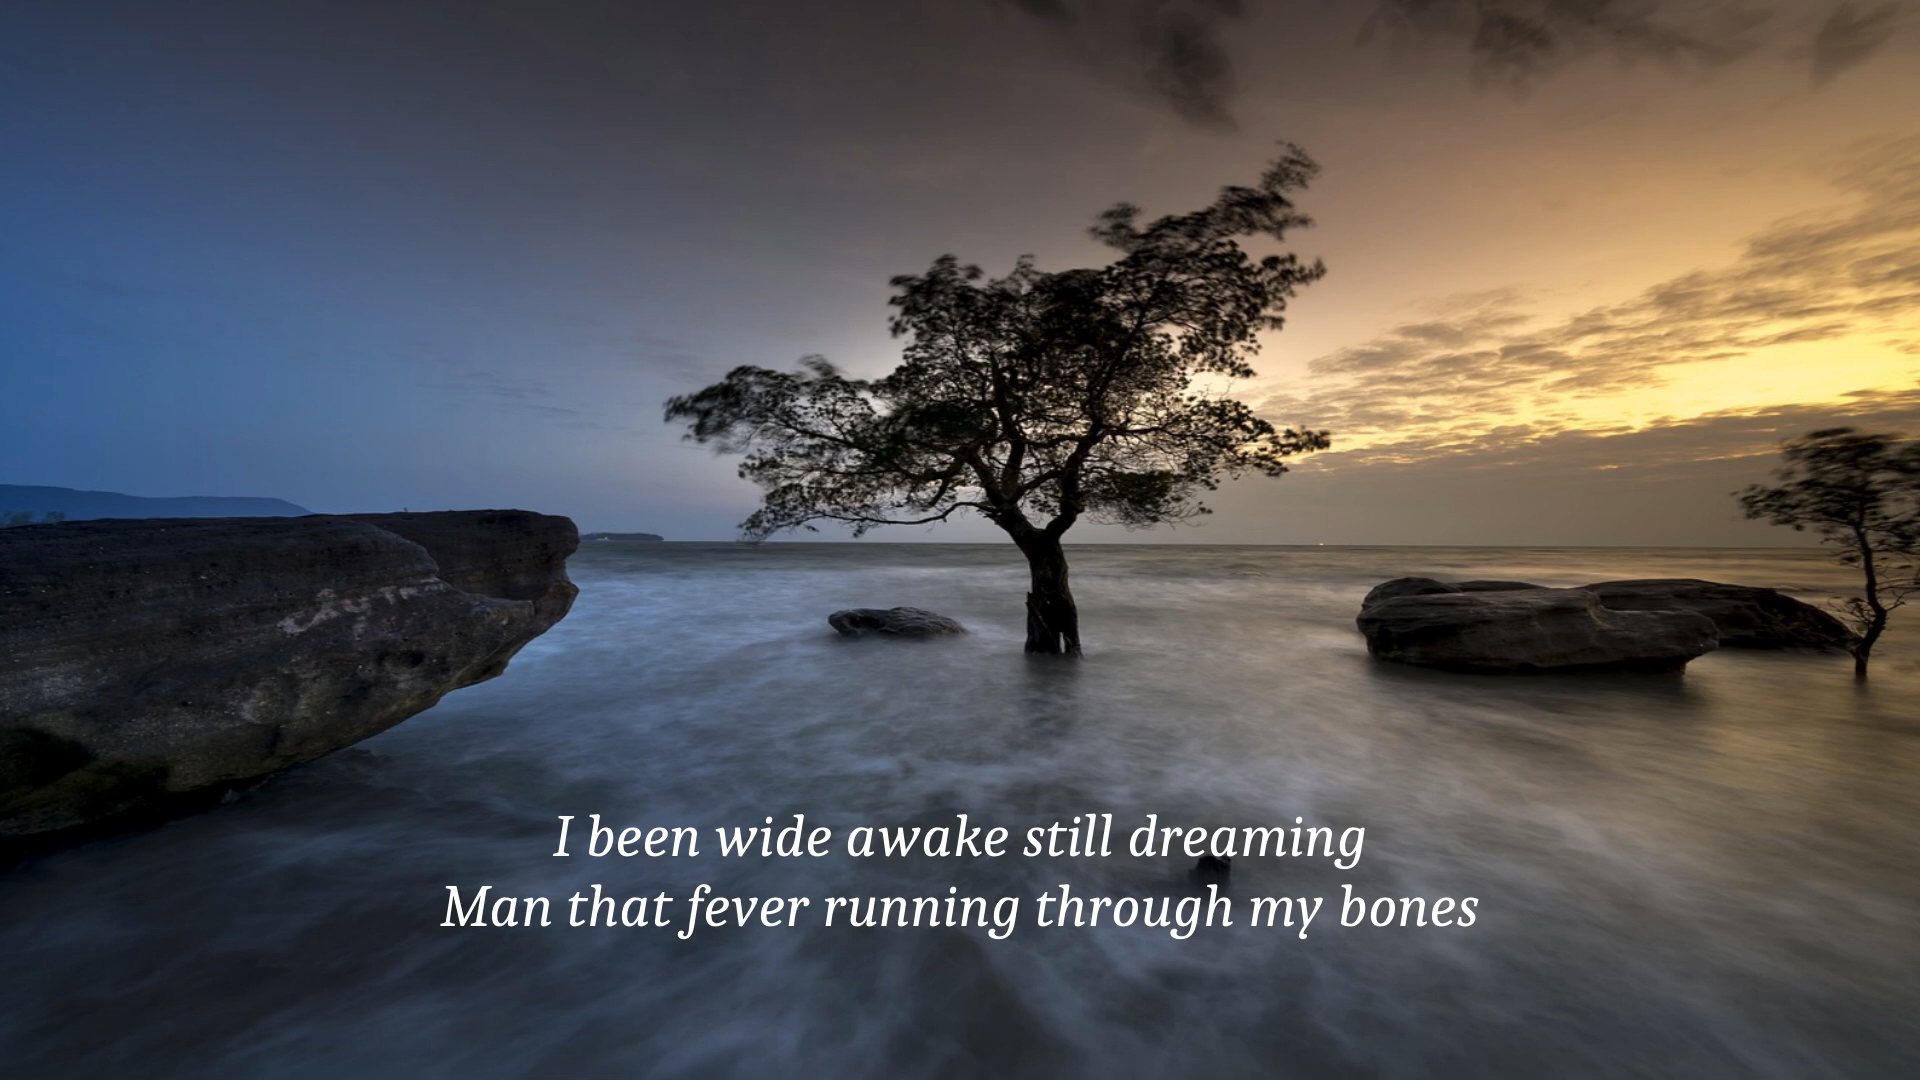 I been wide awake still dreaming
Man that fever running through my bones